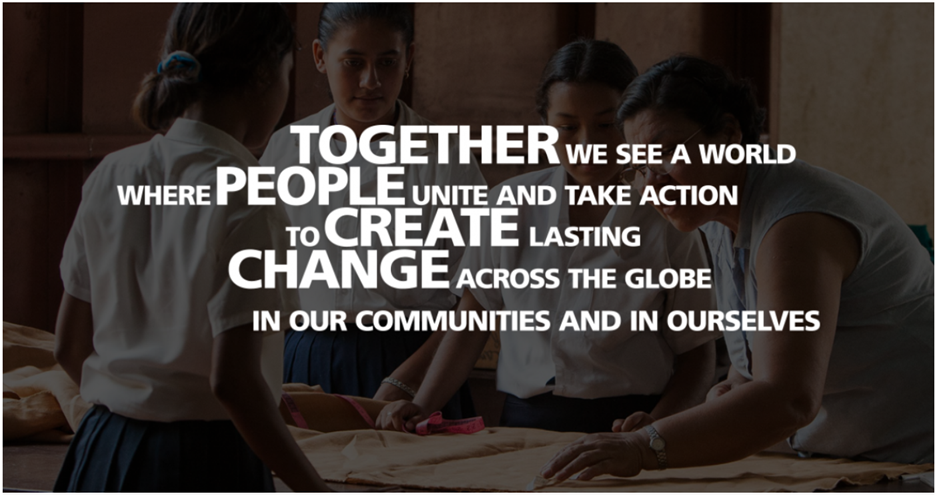 TOGETHER WE SEE A WORLD
WHERE PEOPLE UNITE AND TAKE ACTION
TO CREATE LASTING
CHANGE ACROSS THE GLOBE
IN OUR COMMUNITIES AND IN OURSELVES